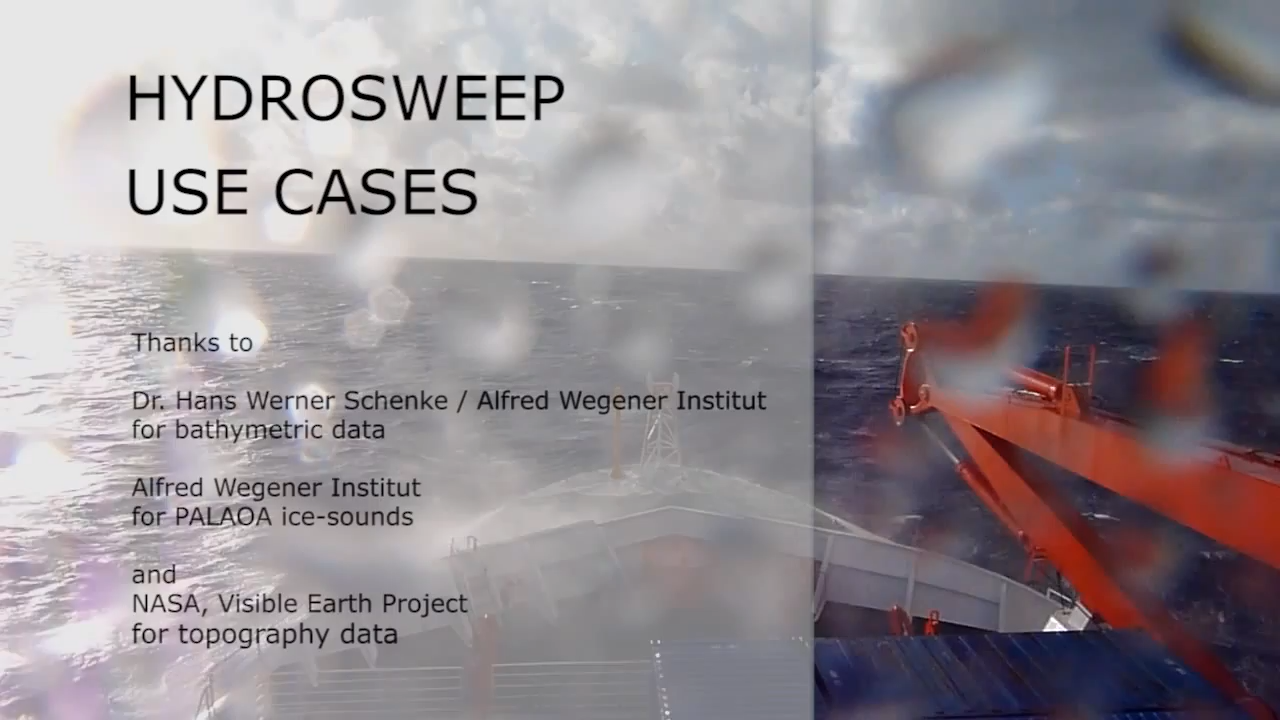 HYDROSWEEP
USE CASES
Thanks to
Dr. Hans Werner Schenke / Alfred Wegener Institut
for bathymetric data
Alfred Wegener Institut
for PALAOA ice-sounds
and
NASA, Visible Earth Project
for topography data